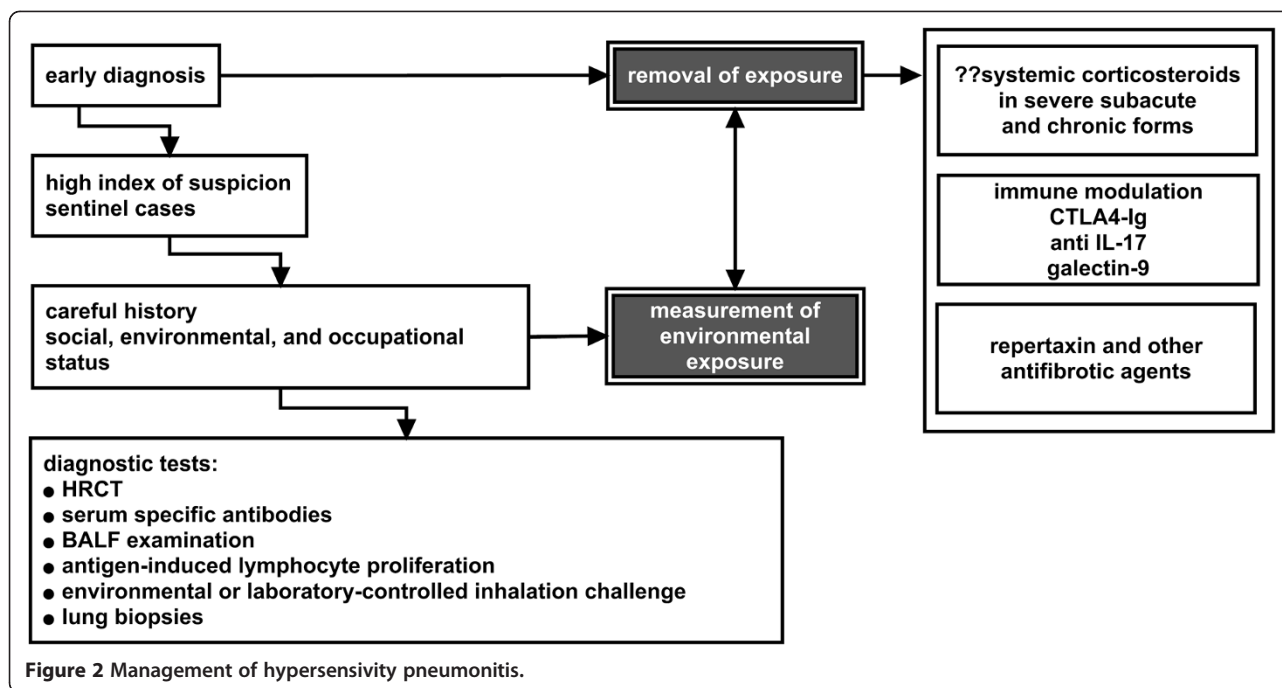 early diagnosis
removal of exposure
??systemic corticosteroids
in severe subacute
and chronic forms
high index of suspicion
sentinel cases
immune modulation
CTLA4-Ig
anti IL-17
galectin-9
careful history
social, environmental, and occupational
status
measurement of
environmental
exposure
repertaxin and other
antifibrotic agents
diagnostic tests:
● HRCT
● serum specific antibodies
● BALF examination
● antigen-induced lymphocyte proliferation
● environmental or laboratory-controlled inhalation challenge
● lung biopsies
Figure 2 Management of hypersensivity pneumonitis.